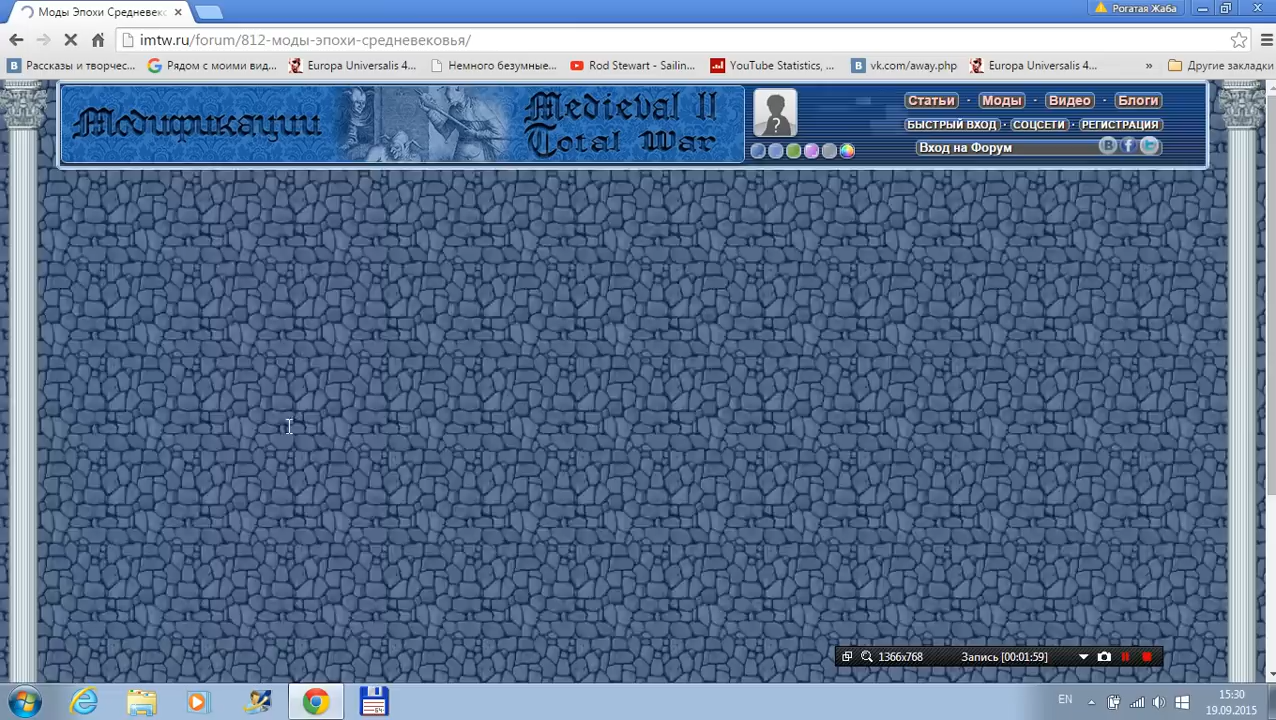 Моды Эпохи Средневекс
Рогатая Жаба
imtw.ru/forum/812-моды-эпохи-средневековья/
Рассказы и творчес...
Рядом с моими вид...
Europa Universalis 4...
Немного безумные...
Rod Stewart - Sailin...
YouTube Statistics, ...
vk.com/away.php
Europa Universalis 4...
»
Другие закладки
Модификации
Medieval II
Total War
?
Статьи · Моды · Видео · Блоги
БЫСТРЫЙ ВХОД · СОЦСЕТИ · РЕГИСТРАЦИЯ
Вход на Форум
1366x768
Запись [00:01:59]
EN
15:30
19.09.2015